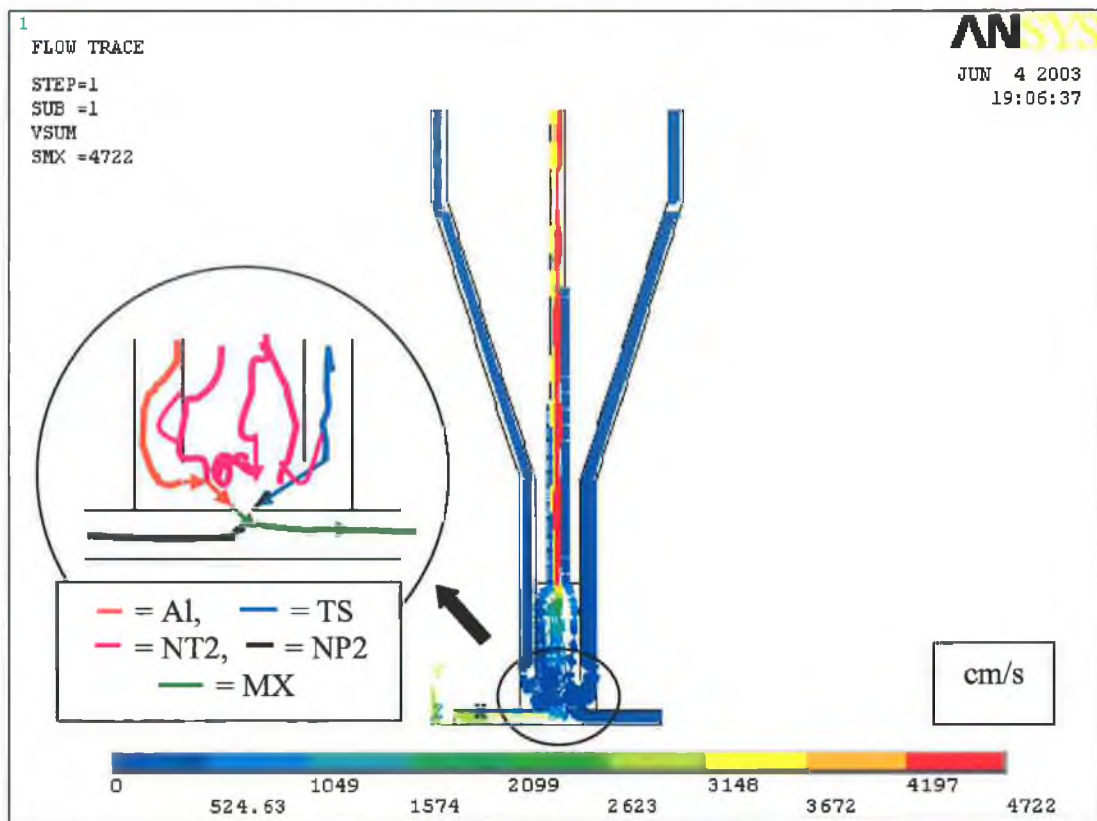 1
FLOW TRACE
STEP=1
SUB =1
VSUM
SMX =4722
ANSYS
JUN 4 2003
19:06:37
= Al, = TS
= NT2, = NP2
= MX
cm/s
0 1049 2099 3148 4197
524.63 1574 2623 3672 4722